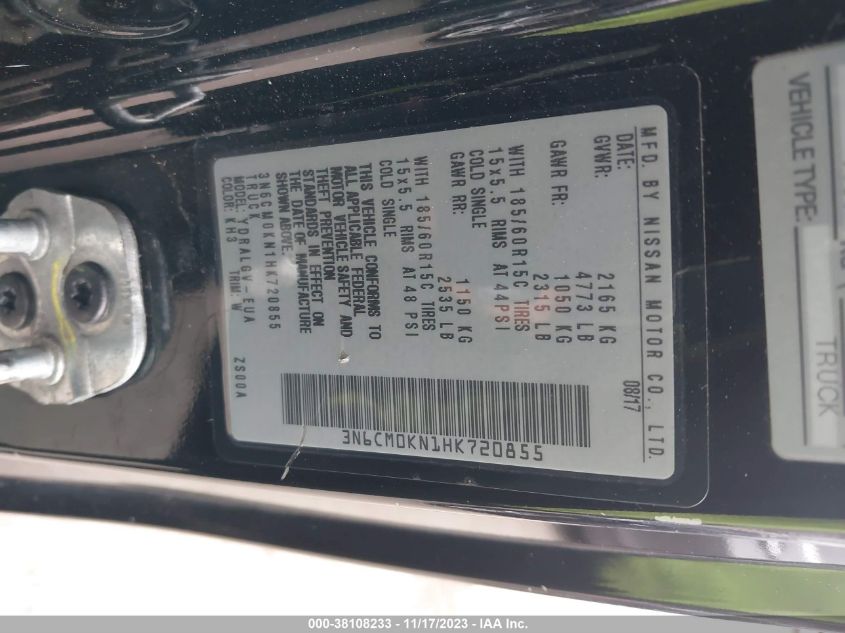 MFD. BY NISSAN MOTOR CO., LTD.
DATE: 08/17
GVWR: 2165 KG
4773 LB
GAWR FR: 1050 KG
2315 LB
WITH 185/60R15C TIRES
15x5.5 RIMS AT 44PSI
COLD SINGLE
GAWR RR: 1150 KG
2535 LB
WITH 185/60R15C TIRES
15x5.5 RIMS AT 48 PSI
COLD SINGLE
THIS VEHICLE CONFORMS TO
ALL APPLICABLE FEDERAL
MOTOR VEHICLE SAFETY AND
THEFT PREVENTION
STANDARDS IN EFFECT ON
THE DATE OF MANUFACTURE
SHOWN ABOVE.
3N6CM0KN1HK720855
TRUCK
MODEL: YDRALGV-EUA
COLOR: KH3 TRIM: W ZS00A
3N6CM0KN1HK720855
VEHICLE TYPE:
TRUCK
000-38108233 - 11/17/2023 - IAA Inc.